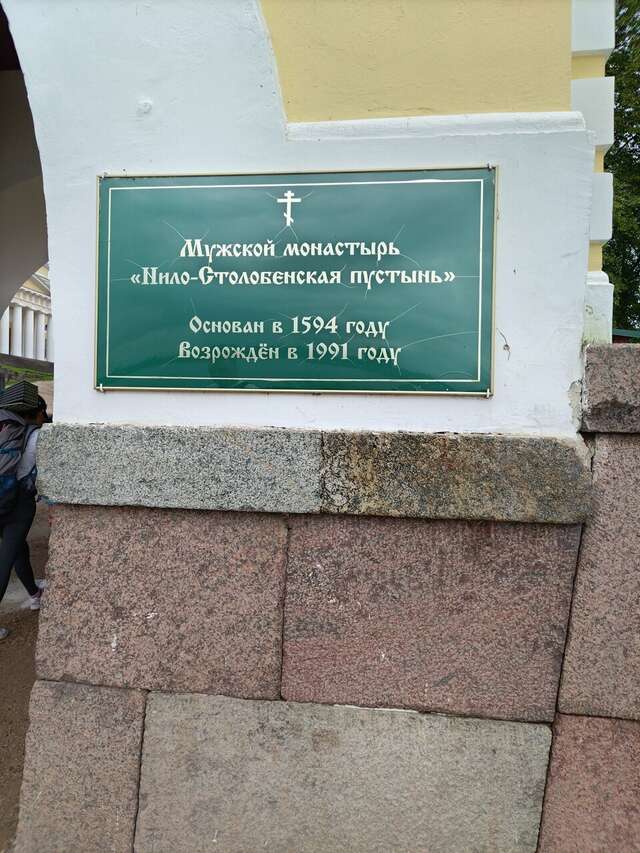 Мужской монастырь
«Нило-Столобенская пустынь»
Основан в 1594 году
Возрождён в 1991 году